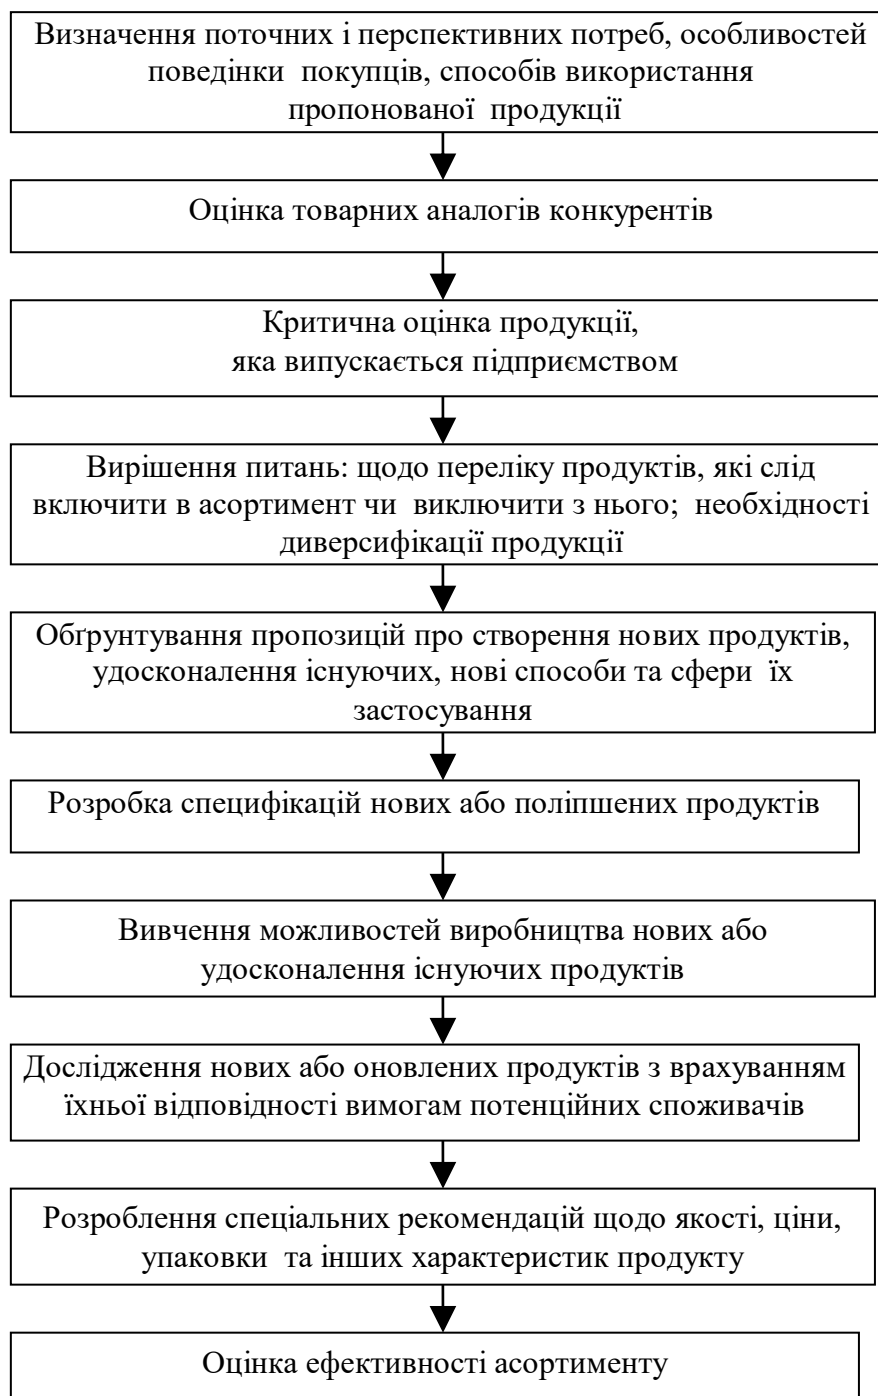 Визначення поточних і перспективних потреб, особливостей
поведінки покупців, способів використання
пропонованої продукції
Оцінка товарних аналогів конкурентів
Критична оцінка продукції,
яка випускається підприємством
Вирішення питань: щодо переліку продуктів, які слід
включити в асортимент чи виключити з нього; необхідності
диверсифікації продукції
Обґрунтування пропозицій про створення нових продуктів,
удосконалення існуючих, нові способи та сфери їх
застосування
Розробка специфікацій нових або поліпшених продуктів
Вивчення можливостей виробництва нових або
удосконалення існуючих продуктів
Дослідження нових або оновлених продуктів з врахуванням
їхньої відповідності вимогам потенційних споживачів
Розроблення спеціальних рекомендацій щодо якості, ціни,
упаковки та інших характеристик продукту
Оцінка ефективності асортименту